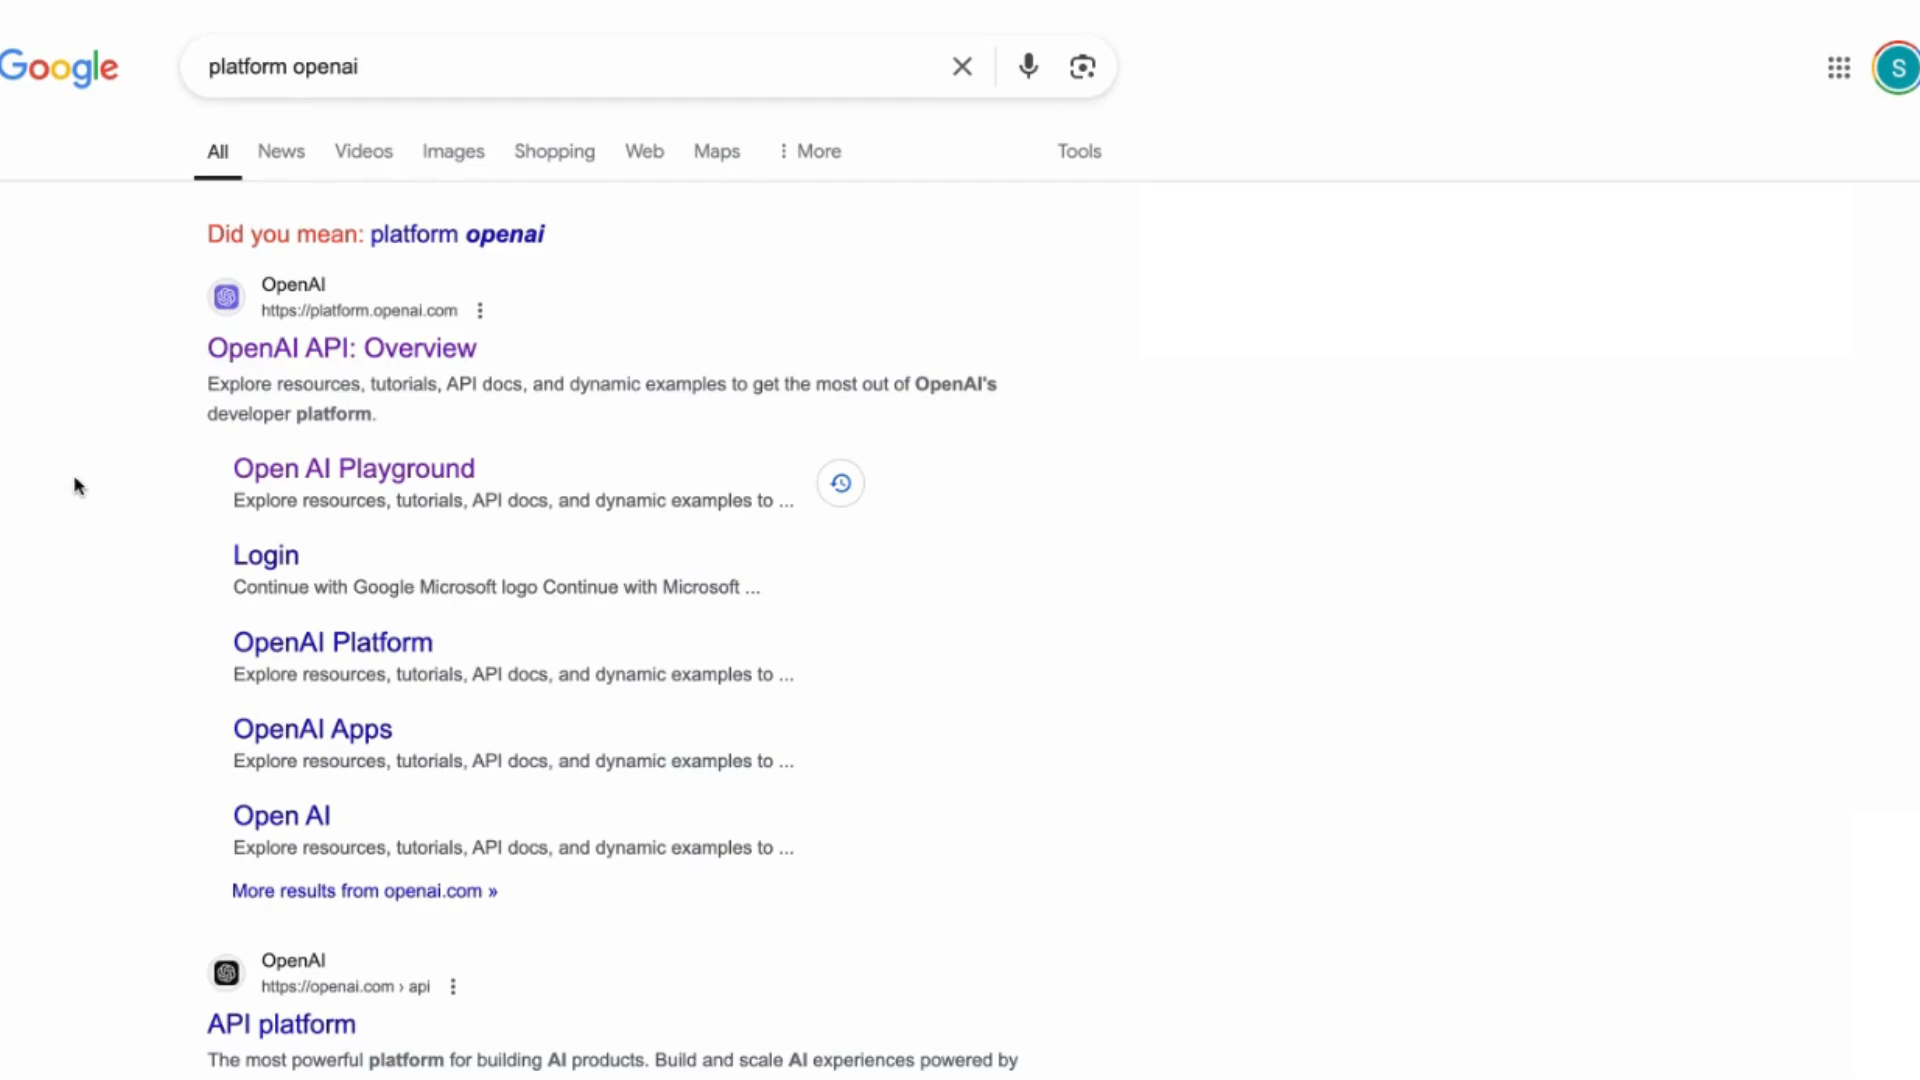 Google
platform openai
All News Videos Images Shopping Web Maps More Tools
S
Did you mean: platform openai
OpenAI
https://platform.openai.com
OpenAI API: Overview
Explore resources, tutorials, API docs, and dynamic examples to get the most out of OpenAI's
developer platform.
Open AI Playground
Explore resources, tutorials, API docs, and dynamic examples to ...
Login
Continue with Google Microsoft logo Continue with Microsoft ...
OpenAI Platform
Explore resources, tutorials, API docs, and dynamic examples to ...
OpenAI Apps
Explore resources, tutorials, API docs, and dynamic examples to ...
Open AI
Explore resources, tutorials, API docs, and dynamic examples to ...
More results from openai.com »
OpenAI
https://openai.com › api
API platform
The most powerful platform for building AI products. Build and scale AI experiences powered by